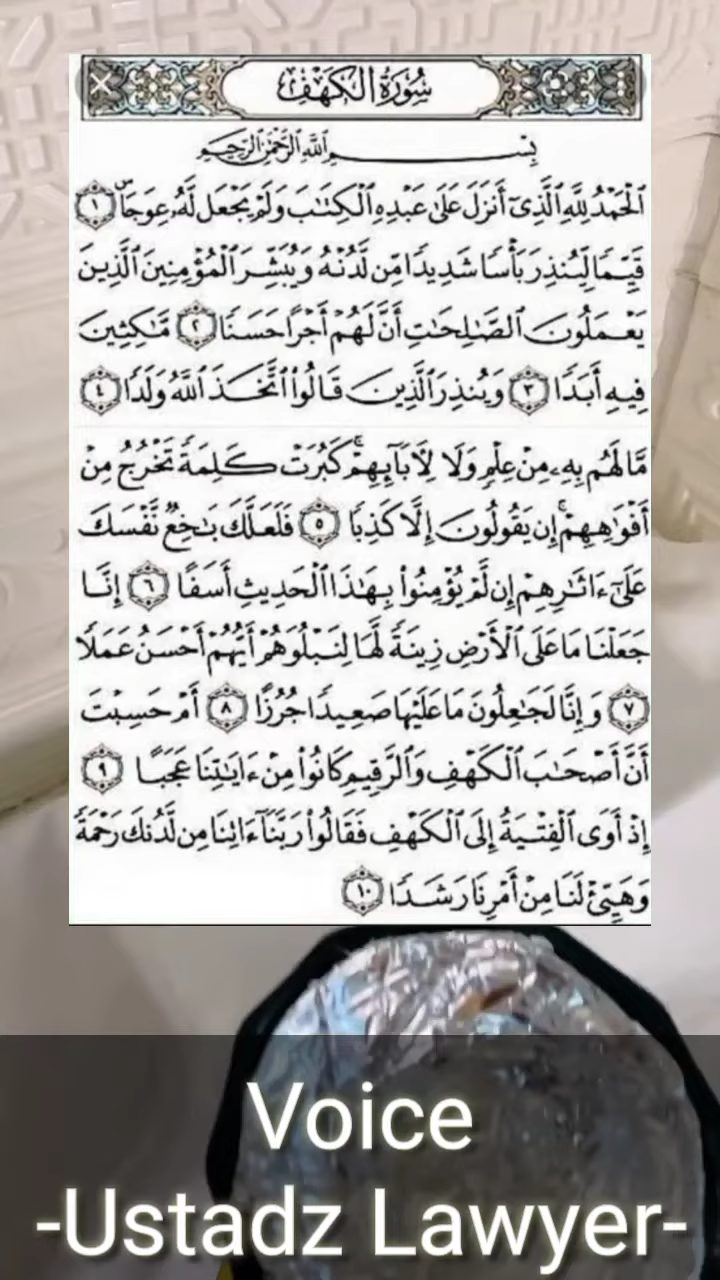 سُورَةُ الكَهْفِ
بِسْمِ ٱللَّهِ ٱلرَّحْمَٰنِ ٱلرَّحِيمِ
ٱلْحَمْدُ لِلَّهِ ٱلَّذِىٓ أَنزَلَ عَلَىٰ عَبْدِهِ ٱلْكِتَٰبَ وَلَمْ يَجْعَل لَّهُۥ عِوَجَاۜ ١
قَيِّمًا لِّيُنذِرَ بَأْسًا شَدِيدًا مِّن لَّدُنْهُ وَيُبَشِّرَ ٱلْمُؤْمِنِينَ ٱلَّذِينَ
يَعْمَلُونَ ٱلصَّٰلِحَٰتِ أَنَّ لَهُمْ أَجْرًا حَسَنًا ٢ مَّٰكِثِينَ
فِيهِ أَبَدًا ٣ وَيُنذِرَ ٱلَّذِينَ قَالُوا۟ ٱتَّخَذَ ٱللَّهُ وَلَدًا ٤
مَّا لَهُم بِهِۦ مِنْ عِلْمٍ وَلَا لِأَبَآئِهِمْ ۚ كَبُرَتْ كَلِمَةً تَخْرُجُ مِنْ
أَفْوَٰهِهِمْ ۚ إِن يَقُولُونَ إِلَّا كَذِبًا ٥ فَلَعَلَّكَ بَٰخِعٌ نَّفْسَكَ
عَلَىٰٓ ءَاثَٰرِهِمْ إِن لَّمْ يُؤْمِنُوا۟ بِهَٰذَا ٱلْحَدِيثِ أَسَفًا ٦ إِنَّا
جَعَلْنَا مَا عَلَى ٱلْأَرْضِ زِينَةً لَّهَا لِنَبْلُوَهُمْ أَيُّهُمْ أَحْسَنُ عَمَلًا
٧ وَإِنَّا لَجَٰعِلُونَ مَا عَلَيْهَا صَعِيدًا جُرُزًا ٨ أَمْ حَسِبْتَ
أَنَّ أَصْحَٰبَ ٱلْكَهْفِ وَٱلرَّقِيمِ كَانُوا۟ مِنْ ءَايَٰتِنَا عَجَبًا ٩
إِذْ أَوَى ٱلْفِتْيَةُ إِلَى ٱلْكَهْفِ فَقَالُوا۟ رَبَّنَآ ءَاتِنَا مِن لَّدُنكَ رَحْمَةً
وَهَيِّئْ لَنَا مِنْ أَمْرِنَا رَشَدًا ١٠
Voice
-Ustadz Lawyer-